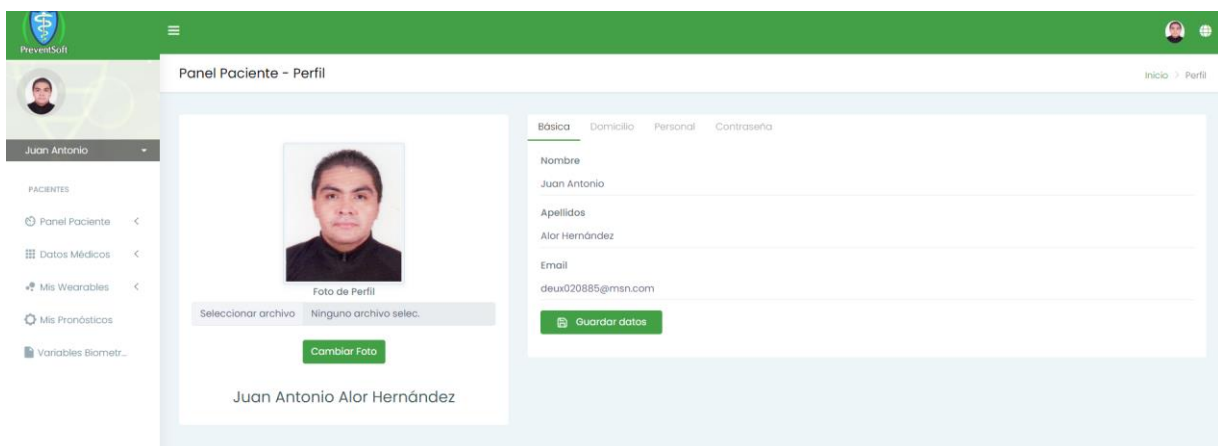 PreventSoft
Panel Paciente - Perfil
Inicio > Perfil
Juan Antonio
PACIENTES
Panel Paciente
Datos Médicos
Mis Wearables
Mis Pronósticos
Variables Biometr...
Foto de Perfil
Seleccionar archivo Ninguno archivo selec.
Cambiar Foto
Juan Antonio Alor Hernández
Básica Domicilio Personal Contraseña
Nombre
Juan Antonio
Apellidos
Alor Hernández
Email
deux020885@msn.com
Guardar datos